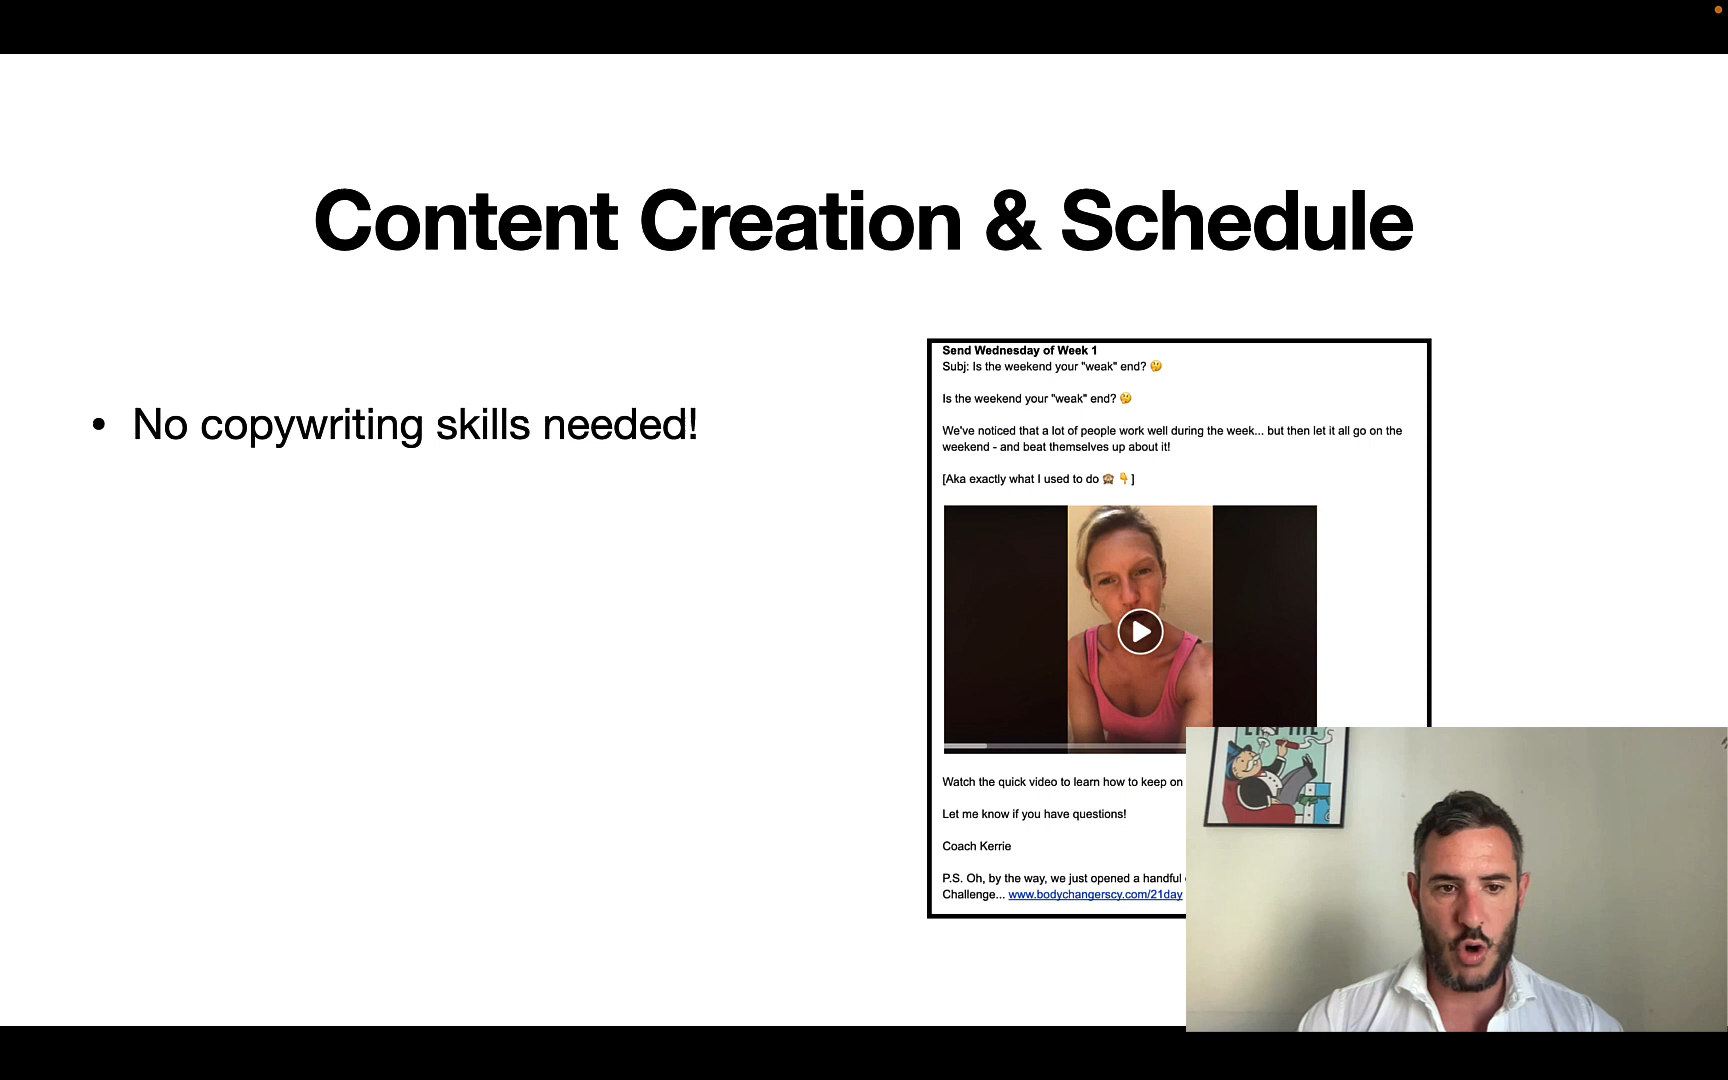 Content Creation & Schedule
• No copywriting skills needed!
Send Wednesday of Week 1
Subj: Is the weekend your "weak" end? 🤔
Is the weekend your "weak" end? 🤔
We've noticed that a lot of people work well during the week... but then let it all go on the
weekend - and beat themselves up about it!
[Aka exactly what I used to do 🙈 👇 ]
Watch the quick video to learn how to keep on
Let me know if you have questions!
Coach Kerrie
P.S. Oh, by the way, we just opened a handful
Challenge... www.bodychangerscy.com/21day